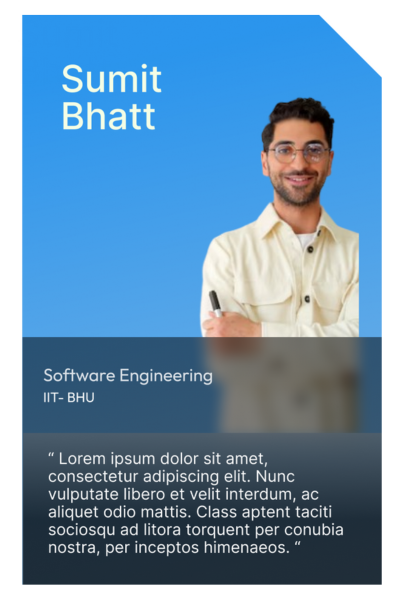 Sumit
Bhatt
Software Engineering
IIT- BHU
“ Lorem ipsum dolor sit amet,
consectetur adipiscing elit. Nunc
vulputate libero et velit interdum, ac
aliquet odio mattis. Class aptent taciti
sociosqu ad litora torquent per conubia
nostra, per inceptos himenaeos. “